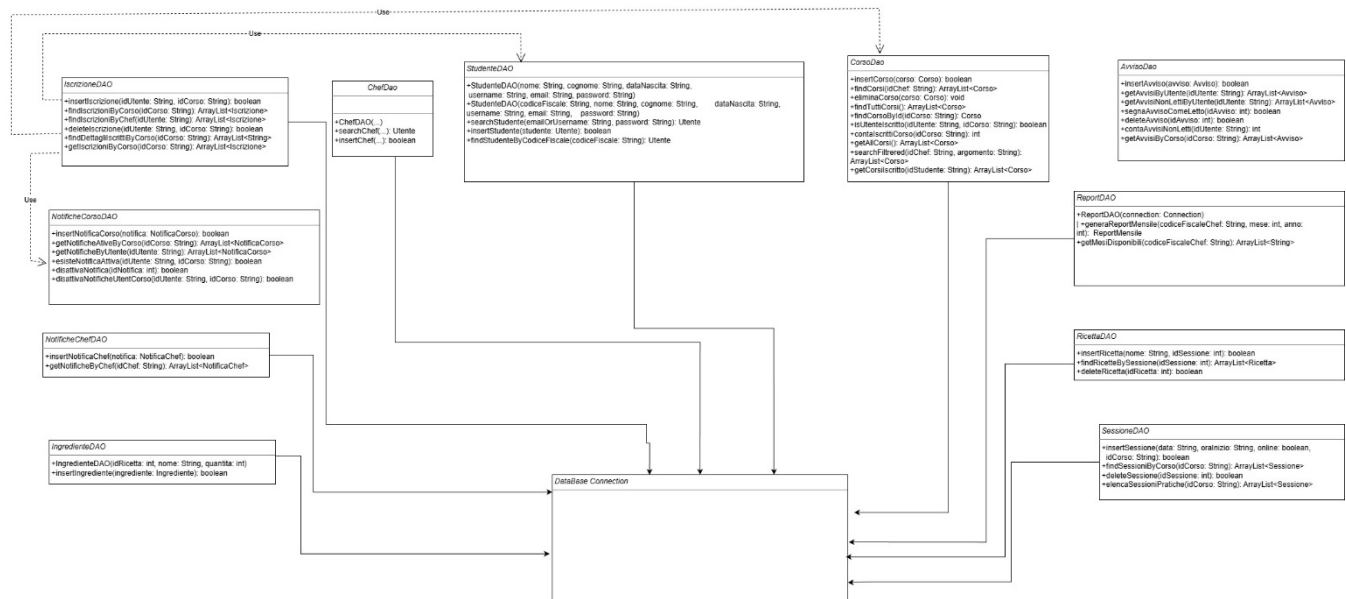 Use
Use
Use
IscrizioneDAO
+insertIscrizione(idUtente: String, idCorso: String): boolean
+findIscrizioniByCorso(idCorso: String): ArrayList<Iscrizione>
+findIscrizioniByChef(idUtente: String): ArrayList<Iscrizione>
+deleteIscrizione(idUtente: String, idCorso: String): boolean
+findDettagliIscrittiByCorso(idCorso: String): ArrayList<String>
+getIscrizioniByCorso(idCorso: String): ArrayList<Iscrizione>
ChefDao
+ChefDAO(...)
+searchChef(...): Utente
+insertChef(...): boolean
StudenteDAO
+StudenteDAO(nome: String, cognome: String, dataNascita: String,
username: String, email: String, password: String)
+StudenteDAO(codiceFiscale: String, nome: String, cognome: String, dataNascita: String,
username: String, email: String, password: String)
+searchStudente(emailOrUsername: String, password: String): Utente
+insertStudente(studente: Utente): boolean
+findStudenteByCodiceFiscale(codiceFiscale: String): Utente
CorsoDao
+insertCorso(corso: Corso): boolean
+findCorsi(idChef: String): ArrayList<Corso>
+eliminaCorso(corso: Corso): void
+findTuttiCorsi(): ArrayList<Corso>
+findCorsoById(idCorso: String): Corso
+isUtenteIscritto(idUtente: String, idCorso: String): boolean
+contaIscrittiCorso(idCorso: String): int
+getAllCorsi(): ArrayList<Corso>
+searchFiltrered(idChef: String, argomento: String):
ArrayList<Corso>
+getCorsiIscritto(idStudente: String): ArrayList<Corso>
AvvisoDao
+insertAvviso(avviso: Avviso): boolean
+getAvvisiByUtente(idUtente: String): ArrayList<Avviso>
+getAvvisiNonLettiByUtente(idUtente: String): ArrayList<Avviso>
+segnaAvvisoComeLetto(idAvviso: int): boolean
+deleteAvviso(idAvviso: int): boolean
+contaAvvisiNonLetti(idUtente: String): int
+getAvvisiByCorso(idCorso: String): ArrayList<Avviso>
NotificheCorsoDAO
+insertNotificaCorso(notifica: NotificaCorso): boolean
+getNotificheAtiveByCorso(idCorso: String): ArrayList<NotificaCorso>
+getNotificheByUtente(idUtente: String): ArrayList<NotificaCorso>
+esisteNotificaAttiva(idUtente: String, idCorso: String): boolean
+disattivaNotifica(idNotifica: int): boolean
+disattivaNotificheUtentCorso(idUtente: String, idCorso: String): boolean
ReportDAO
+ReportDAO(connection: Connection)
| +generaReportMensile(codiceFiscaleChef: String, mese: int, anno:
int): ReportMensile
+getMesiDisponibili(codiceFiscaleChef: String): ArrayList<String>
NotificheChefDAO
+insertNotificaChef(notifica: NotificaChef): boolean
+getNotificheByChef(idChef: String): ArrayList<NotificaChef>
RicettaDAO
+insertRicetta(nome: String, idSessione: int): boolean
+findRicetteBySessione(idSessione: int): ArrayList<Ricetta>
+deleteRicetta(idRicetta: int): boolean
IngredienteDAO
+IngredienteDAO(idRicetta: int, nome: String, quantita: int)
+insertIngrediente(ingrediente: Ingrediente): boolean
SessioneDAO
+insertSessione(data: String, oraInizio: String, online: boolean,
idCorso: String): boolean
+findSessioniByCorso(idCorso: String): ArrayList<Sessione>
+deleteSessione(idSessione: int): boolean
+elencaSessioniPratiche(idCorso: String): ArrayList<Sessione>
DataBase Connection